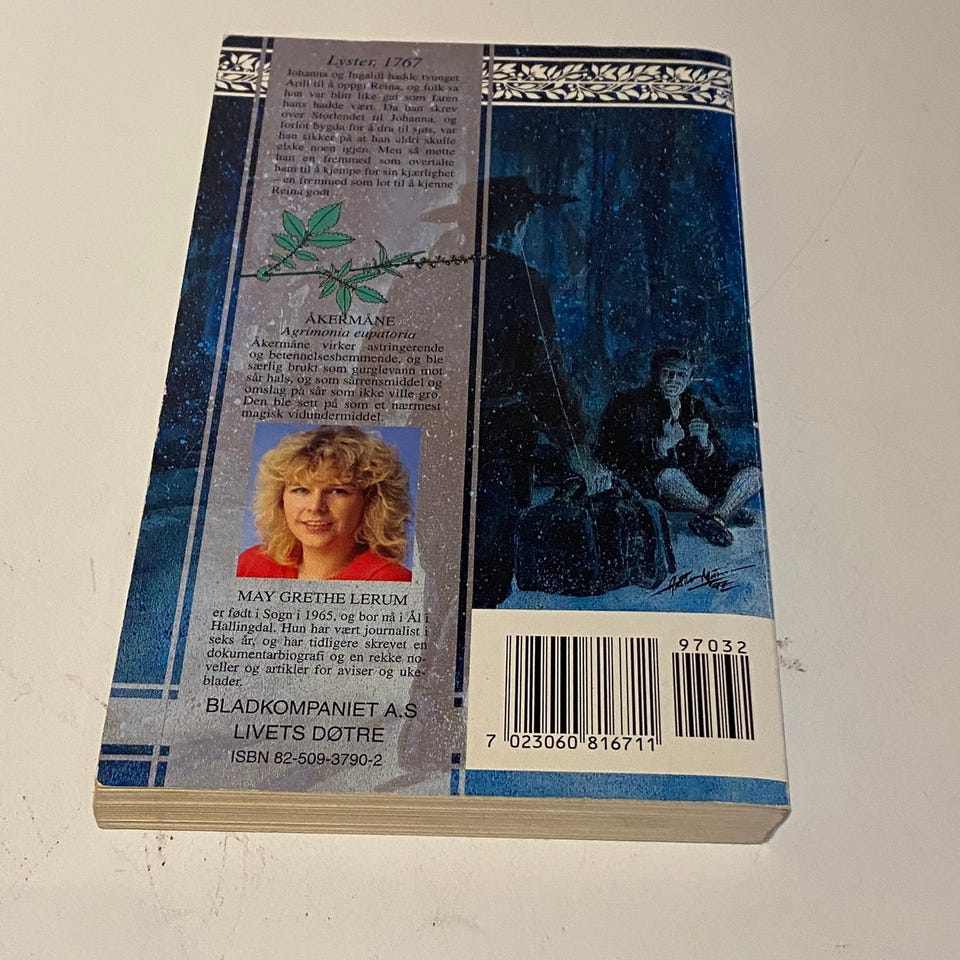 Lyster, 1767
Johanna og Ingalill hadde tvunget
Arill til å oppgi Reina, og folk sa
han var blitt like gal som faren
hans hadde vært. Da han skrev
over Storlendet til Johanna, og
forlot bygda for å dra til sjøs, var
han sikker på at han aldri skulle
elske noen igjen. Men så møtte
han en fremmed som overtalte
ham til å kjempe for sin kjærlighet
– en fremmed som lot til å kjenne
Reina godt ...
ÅKERMÅNE
Agrimonia eupatoria
Åkermåne virker astringerende
og betennelseshemmende, og ble
særlig brukt som gurglevann mot
sår hals, og som sårrensmiddel og
omslag på sår som ikke ville gro.
Den ble sett på som et nærmest
magisk vidundermiddel.
MAY GRETHE LERUM
er født i Sogn i 1965, og bor nå i Ål i
Hallingdal. Hun har vært journalist i
seks år, og har tidligere skrevet en
dokumentarbiografi og en rekke no-
veller og artikler for aviser og uke-
blader.
BLADKOMPANIET A.S
LIVETS DØTRE
ISBN 82-509-3790-2
97032
7 023060 816711